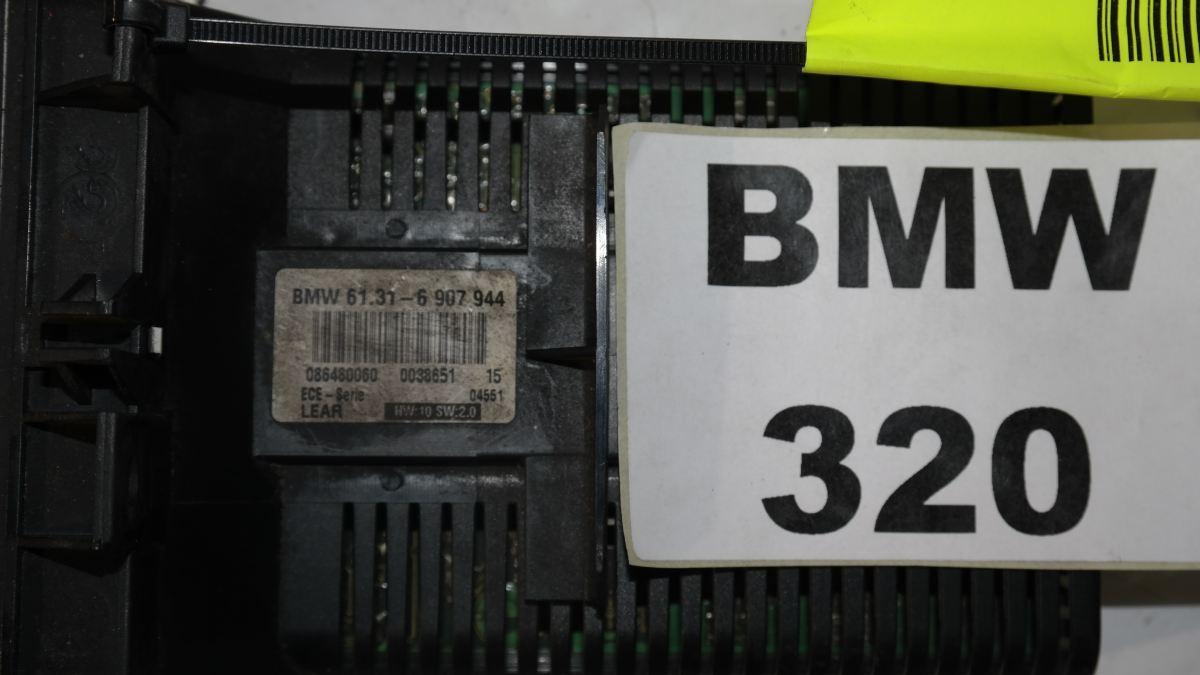 BMW 61.31-6 907 944
086480060 0038651 15
ECE-Serie 04551
LEAR HW:10 SW:2.0
BMW
320